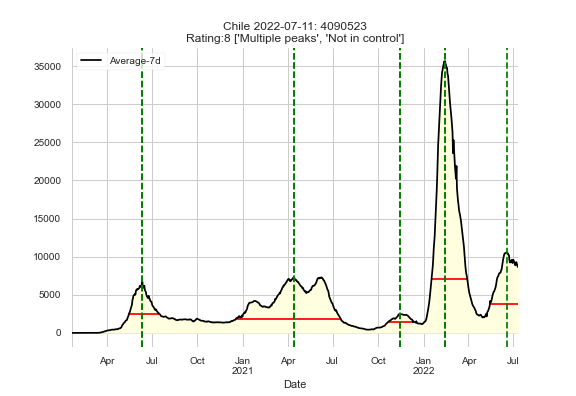 Chile 2022-07-11: 4090523
Rating:8 ['Multiple peaks', 'Not in control']
Average-7d
35000
30000
25000
20000
15000
10000
5000
0
Apr Jul Oct Jan Apr Jul Oct Jan Apr Jul
2021 2022
Date